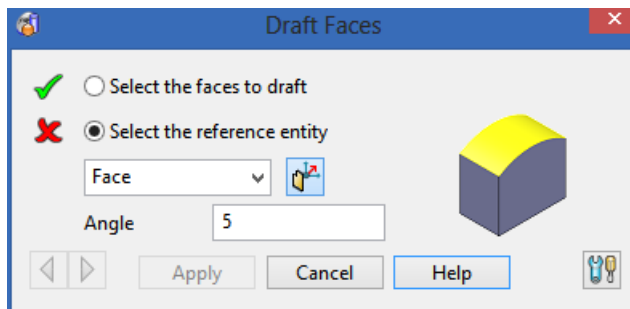 Draft Faces
Select the faces to draft
Select the reference entity
Face
Angle 5
Apply Cancel Help